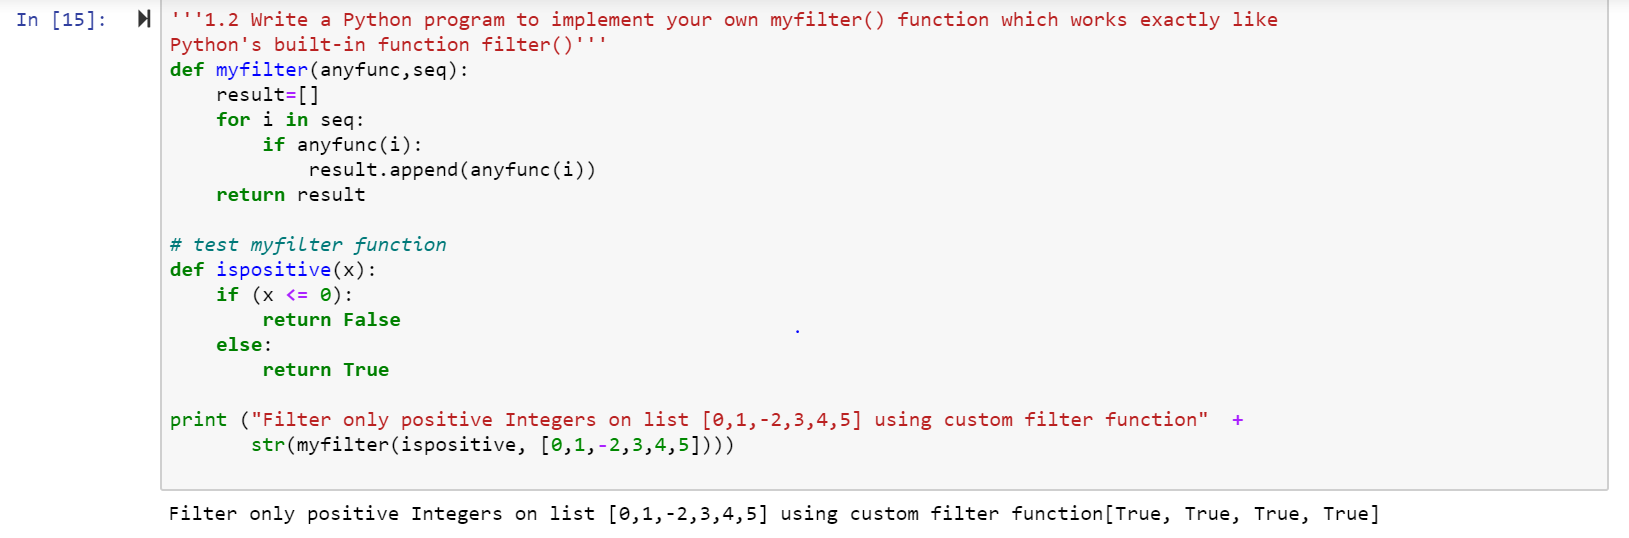 In [15]:
'''1.2 Write a Python program to implement your own myfilter() function which works exactly like
Python's built-in function filter()'''
def myfilter(anyfunc,seq):
    result=[]
    for i in seq:
        if anyfunc(i):
            result.append(anyfunc(i))
    return result

# test myfilter function
def ispositive(x):
    if (x <= 0):
        return False
    else:
        return True

print ("Filter only positive Integers on list [0,1,-2,3,4,5] using custom filter function"  +
       str(myfilter(ispositive, [0,1,-2,3,4,5])))
Filter only positive Integers on list [0,1,-2,3,4,5] using custom filter function[True, True, True, True]